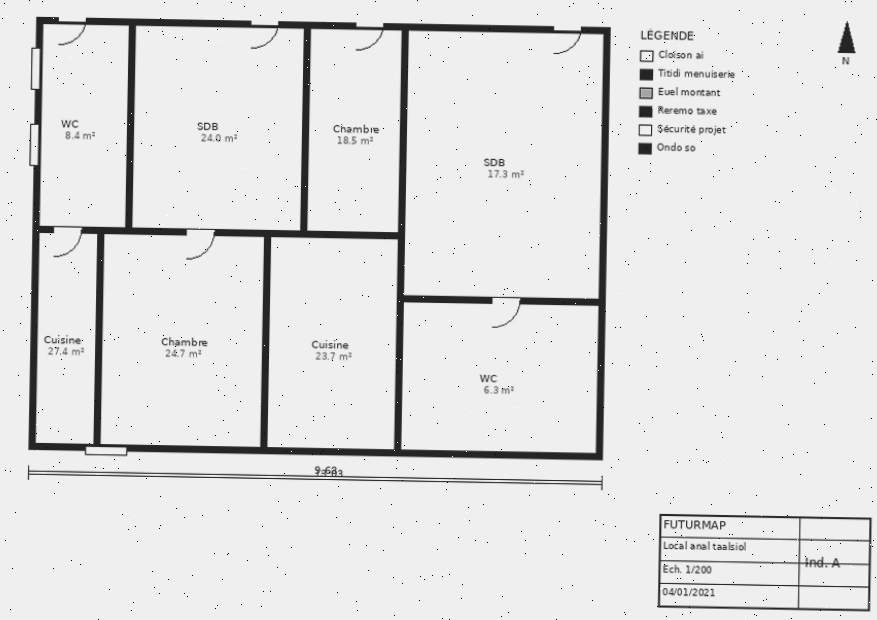 LÉGENDE
Cloison ai
Titidi menuiserie
Euel montant
Reremo taxe
Sécurité projet
Ondo so
N
WC
8.4 m²
SDB
24.0 m²
Chambre
18.5 m²
SDB
17.3 m²
Cuisine
27.4 m²
Chambre
24.7 m²
Cuisine
23.7 m²
WC
6.3 m²
FUTURMAP
Local anal taalsiol
Ech. 1/200
04/01/2021
Ind. A